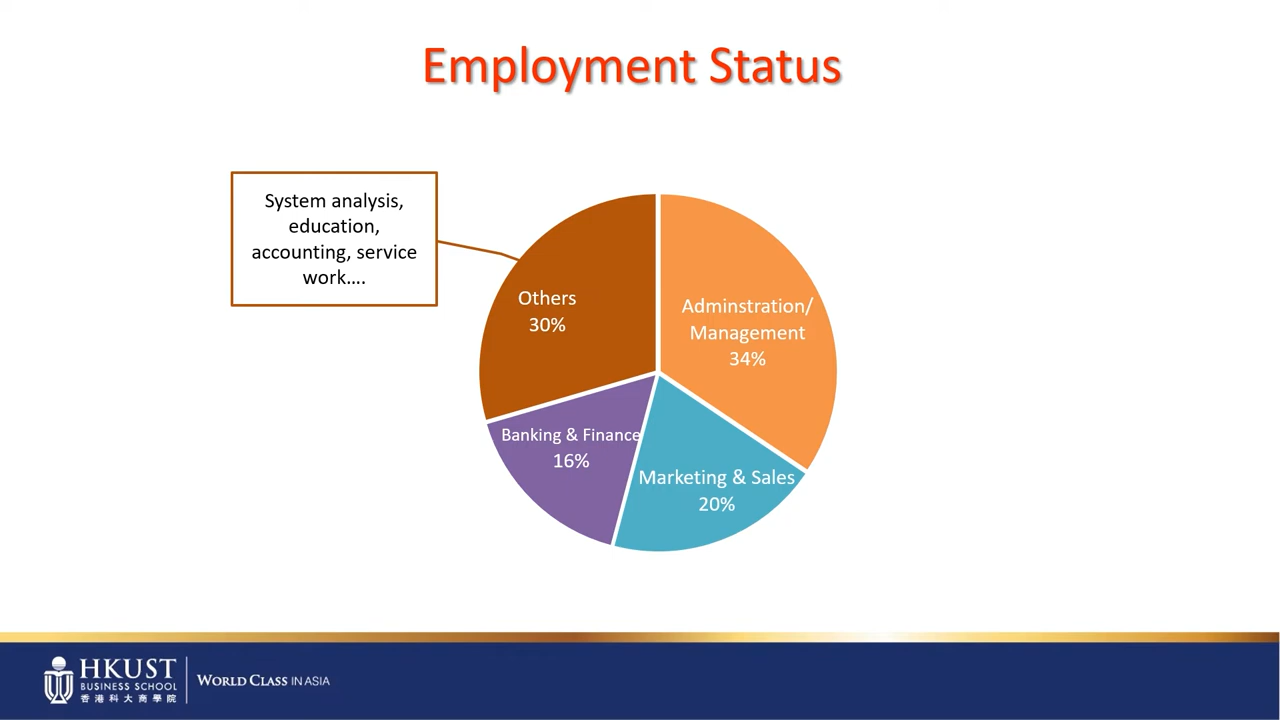 Employment Status
System analysis,
education,
accounting, service
work....
Others
30%
Adminstration/
Management
34%
Banking & Finance
16%
Marketing & Sales
20%
HKUST
BUSINESS SCHOOL
香港科大商學院
WORLD CLASS IN ASIA